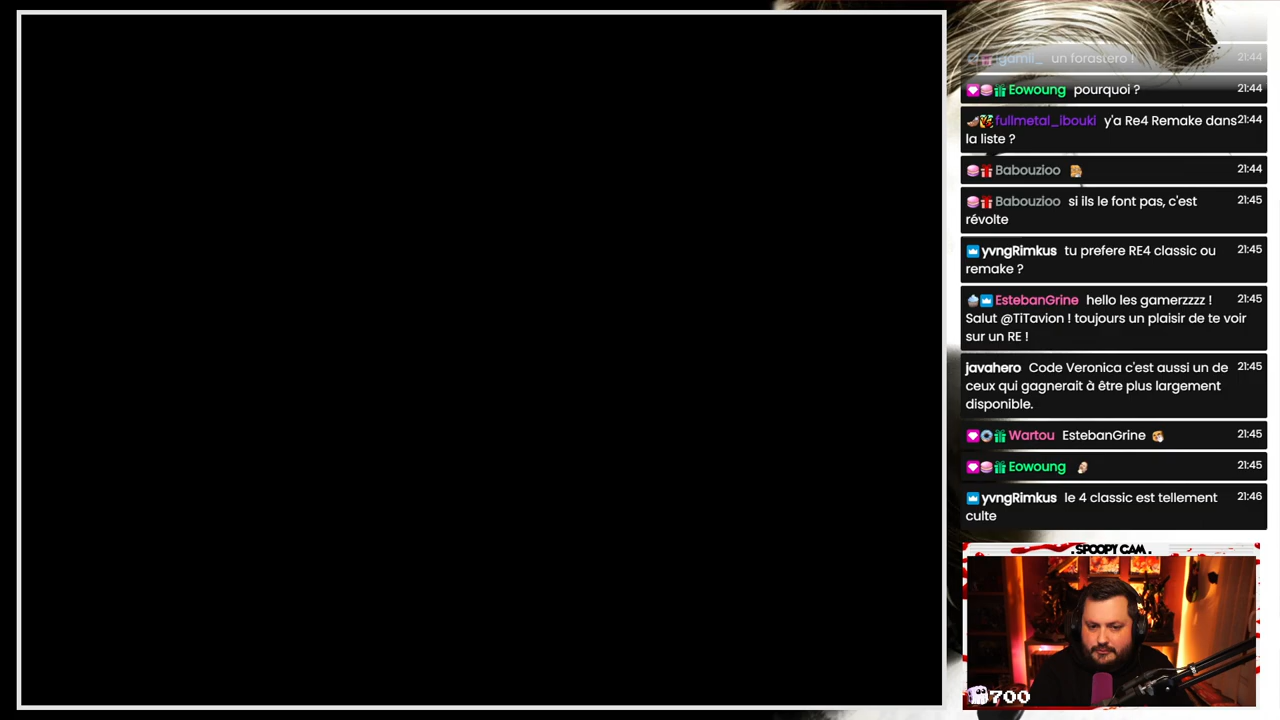 igamii_ un forastero ! 21:44
Eowoung pourquoi ? 21:44
fullmetal_ibouki y'a Re4 Remake dans 21:44
la liste ?
Babouzioo 21:44
Babouzioo si ils le font pas, c'est 21:45
révolte
yvngRimkus tu prefere RE4 classic ou 21:45
remake ?
EstebanGrine hello les gamerzzzz ! 21:45
Salut @TiTavion ! toujours un plaisir de te voir
sur un RE !
javahero Code Veronica c'est aussi un de 21:45
ceux qui gagnerait à être plus largement
disponible.
Wartou EstebanGrine 21:45
Eowoung 21:45
yvngRimkus le 4 classic est tellement 21:46
culte
. SPOOPY CAM .
700